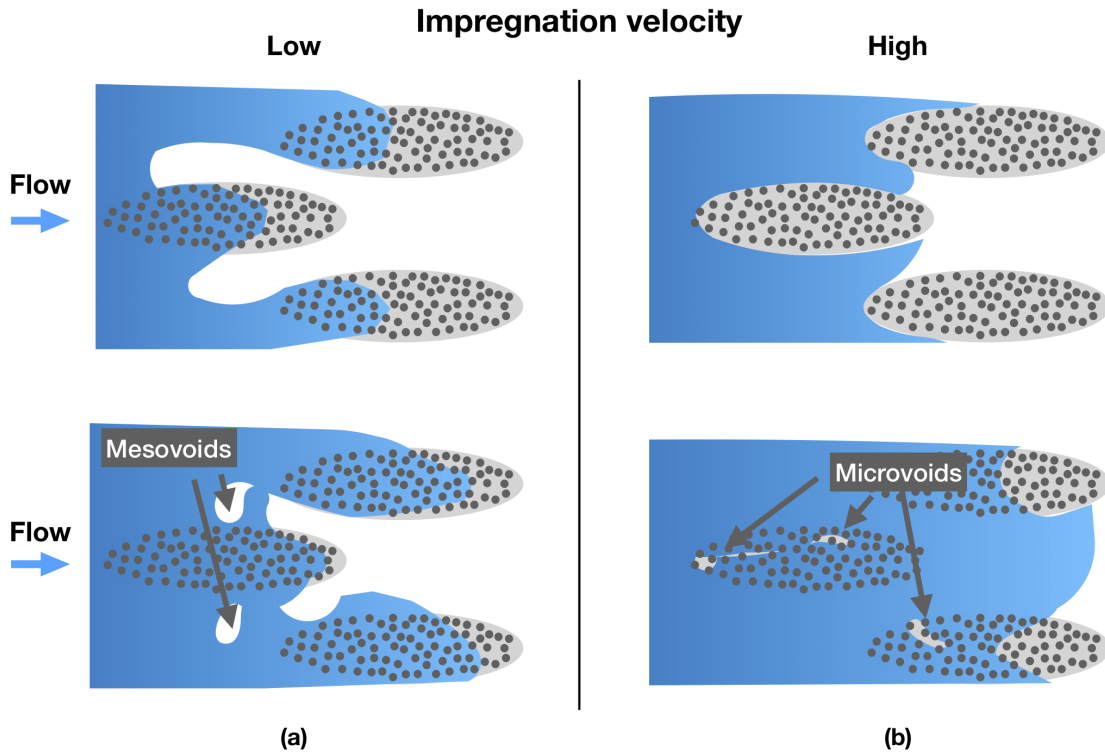 Impregnation velocity
Low
High
Flow
Mesovoids
Microvoids
Flow
(a)
(b)